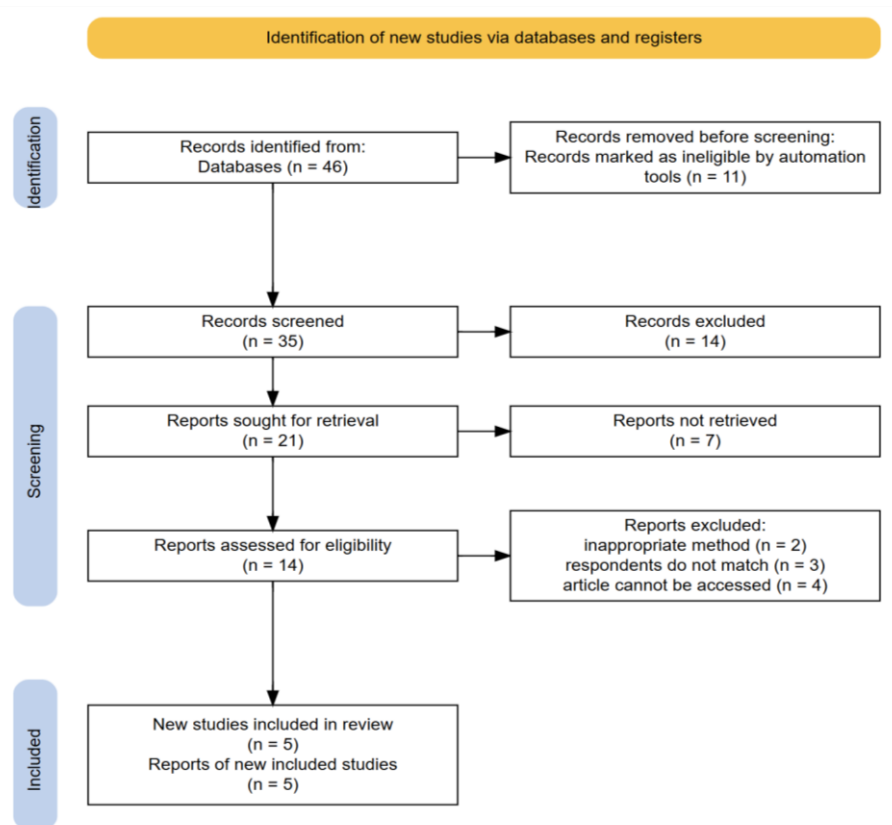 Identification of new studies via databases and registers
Identification
Records identified from:
Databases (n = 46)
Records removed before screening:
Records marked as ineligible by automation
tools (n = 11)
Screening
Records screened
(n = 35)
Records excluded
(n = 14)
Reports sought for retrieval
(n = 21)
Reports not retrieved
(n = 7)
Reports assessed for eligibility
(n = 14)
Reports excluded:
inappropriate method (n = 2)
respondents do not match (n = 3)
article cannot be accessed (n = 4)
Included
New studies included in review
(n = 5)
Reports of new included studies
(n = 5)